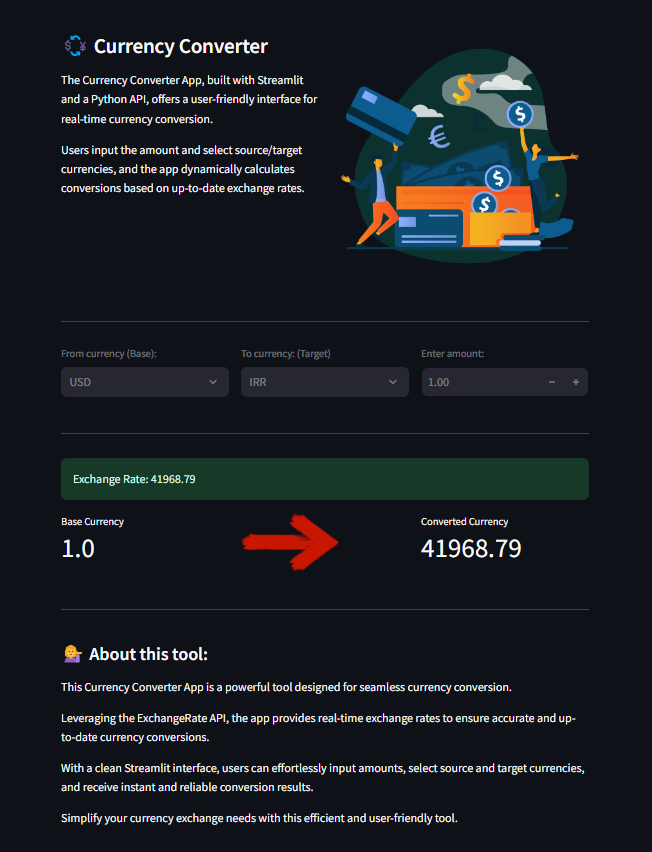 Currency Converter
The Currency Converter App, built with Streamlit
and a Python API, offers a user-friendly interface for
real-time currency conversion.
Users input the amount and select source/target
currencies, and the app dynamically calculates
conversions based on up-to-date exchange rates.
From currency (Base):
To currency: (Target)
Enter amount:
USD
IRR
1.00
Exchange Rate: 41968.79
Base Currency
Converted Currency
1.0
41968.79
About this tool:
This Currency Converter App is a powerful tool designed for seamless currency conversion.
Leveraging the ExchangeRate API, the app provides real-time exchange rates to ensure accurate and up-
to-date currency conversions.
With a clean Streamlit interface, users can effortlessly input amounts, select source and target currencies,
and receive instant and reliable conversion results.
Simplify your currency exchange needs with this efficient and user-friendly tool.